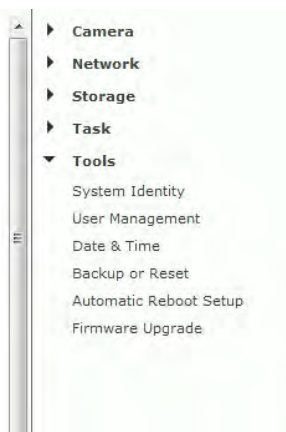 Camera
Network
Storage
Task
Tools
System Identity
User Management
Date & Time
Backup or Reset
Automatic Reboot Setup
Firmware Upgrade